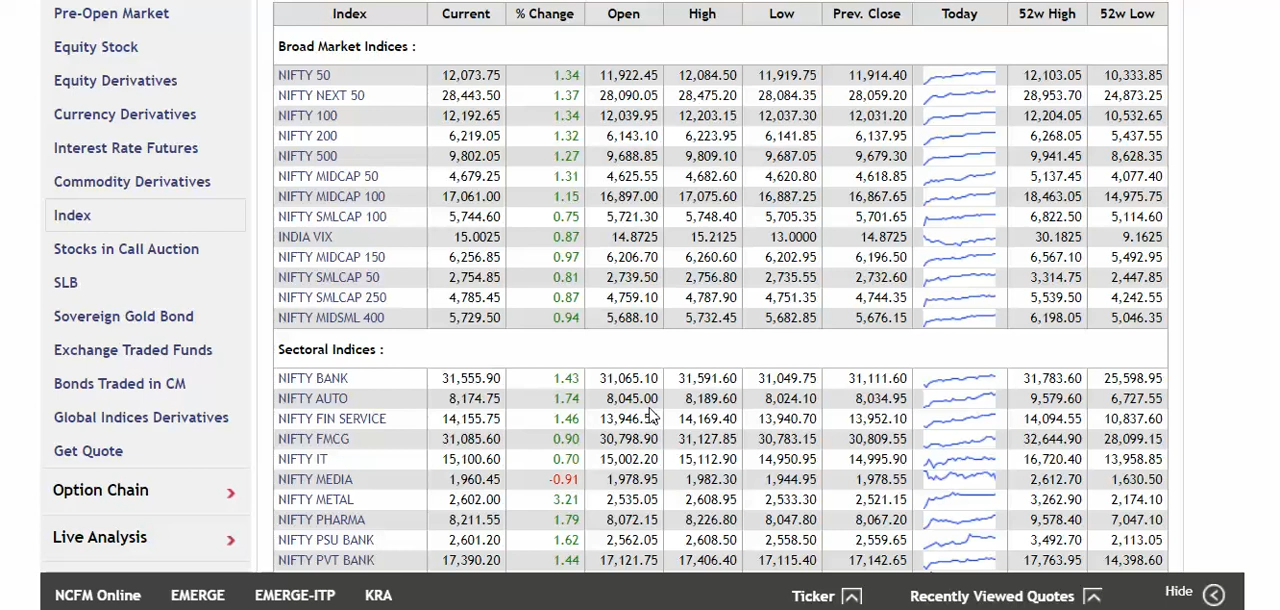 Pre-Open Market
Equity Stock
Equity Derivatives
Currency Derivatives
Interest Rate Futures
Commodity Derivatives
Index
Stocks in Call Auction
SLB
Sovereign Gold Bond
Exchange Traded Funds
Bonds Traded in CM
Global Indices Derivatives
Get Quote
Option Chain
Live Analysis
Index Current % Change Open High Low Prev. Close Today 52w High 52w Low
Broad Market Indices :
NIFTY 50 12,073.75 1.34 11,922.45 12,084.50 11,919.75 11,914.40 12,103.05 10,333.85
NIFTY NEXT 50 28,443.50 1.37 28,090.05 28,475.20 28,084.35 28,059.20 28,953.70 24,873.25
NIFTY 100 12,192.65 1.34 12,039.95 12,203.15 12,037.30 12,031.20 12,204.05 10,532.65
NIFTY 200 6,219.05 1.32 6,143.10 6,223.95 6,141.85 6,137.95 6,268.05 5,437.55
NIFTY 500 9,802.05 1.27 9,688.85 9,809.10 9,687.05 9,679.30 9,941.45 8,628.35
NIFTY MIDCAP 50 4,679.25 1.31 4,625.55 4,682.60 4,620.80 4,618.85 5,137.45 4,077.40
NIFTY MIDCAP 100 17,061.00 1.15 16,897.00 17,075.60 16,887.25 16,867.65 18,463.05 14,975.75
NIFTY SMLCAP 100 5,744.60 0.75 5,721.30 5,748.40 5,705.35 5,701.65 6,822.50 5,114.60
INDIA VIX 15.0025 0.87 14.8725 15.2125 13.0000 14.8725 30.1825 9.1625
NIFTY MIDCAP 150 6,256.85 0.97 6,206.70 6,260.60 6,202.95 6,196.50 6,567.10 5,492.95
NIFTY SMLCAP 50 2,754.85 0.81 2,739.50 2,756.80 2,735.55 2,732.60 3,314.75 2,447.85
NIFTY SMLCAP 250 4,785.45 0.87 4,759.10 4,787.90 4,751.35 4,744.35 5,539.50 4,242.55
NIFTY MIDSML 400 5,729.50 0.94 5,688.10 5,732.45 5,682.85 5,676.15 6,198.05 5,046.35
Sectoral Indices :
NIFTY BANK 31,555.90 1.43 31,065.10 31,591.60 31,049.75 31,111.60 31,783.60 25,598.95
NIFTY AUTO 8,174.75 1.74 8,045.00 8,189.60 8,024.10 8,034.95 9,579.60 6,727.55
NIFTY FIN SERVICE 14,155.75 1.46 14,169.40 13,940.70 13,952.10 14,094.55 10,837.60
NIFTY FMCG 31,085.60 0.90 30,798.90 31,127.85 30,783.15 30,809.55 32,644.90 28,099.15
NIFTY IT 15,100.60 0.70 15,002.20 15,112.90 14,950.95 14,995.90 16,720.40 13,958.85
NIFTY MEDIA 1,960.45 -0.91 1,978.95 1,982.30 1,944.95 1,978.55 2,612.70 1,630.50
NIFTY METAL 2,602.00 3.21 2,535.05 2,608.95 2,533.30 2,521.15 3,262.90 2,174.10
NIFTY PHARMA 8,211.55 1.79 8,072.15 8,226.80 8,047.80 8,067.20 9,578.40 7,047.10
NIFTY PSU BANK 2,601.20 1.62 2,562.05 2,608.50 2,558.50 2,559.65 3,492.70 2,113.05
NIFTY PVT BANK 17,390.20 1.44 17,121.75 17,406.40 17,115.40 17,142.65 17,763.95 14,398.60
NCFM Online EMERGE EMERGE-ITP KRA Ticker Recently Viewed Quotes Hide